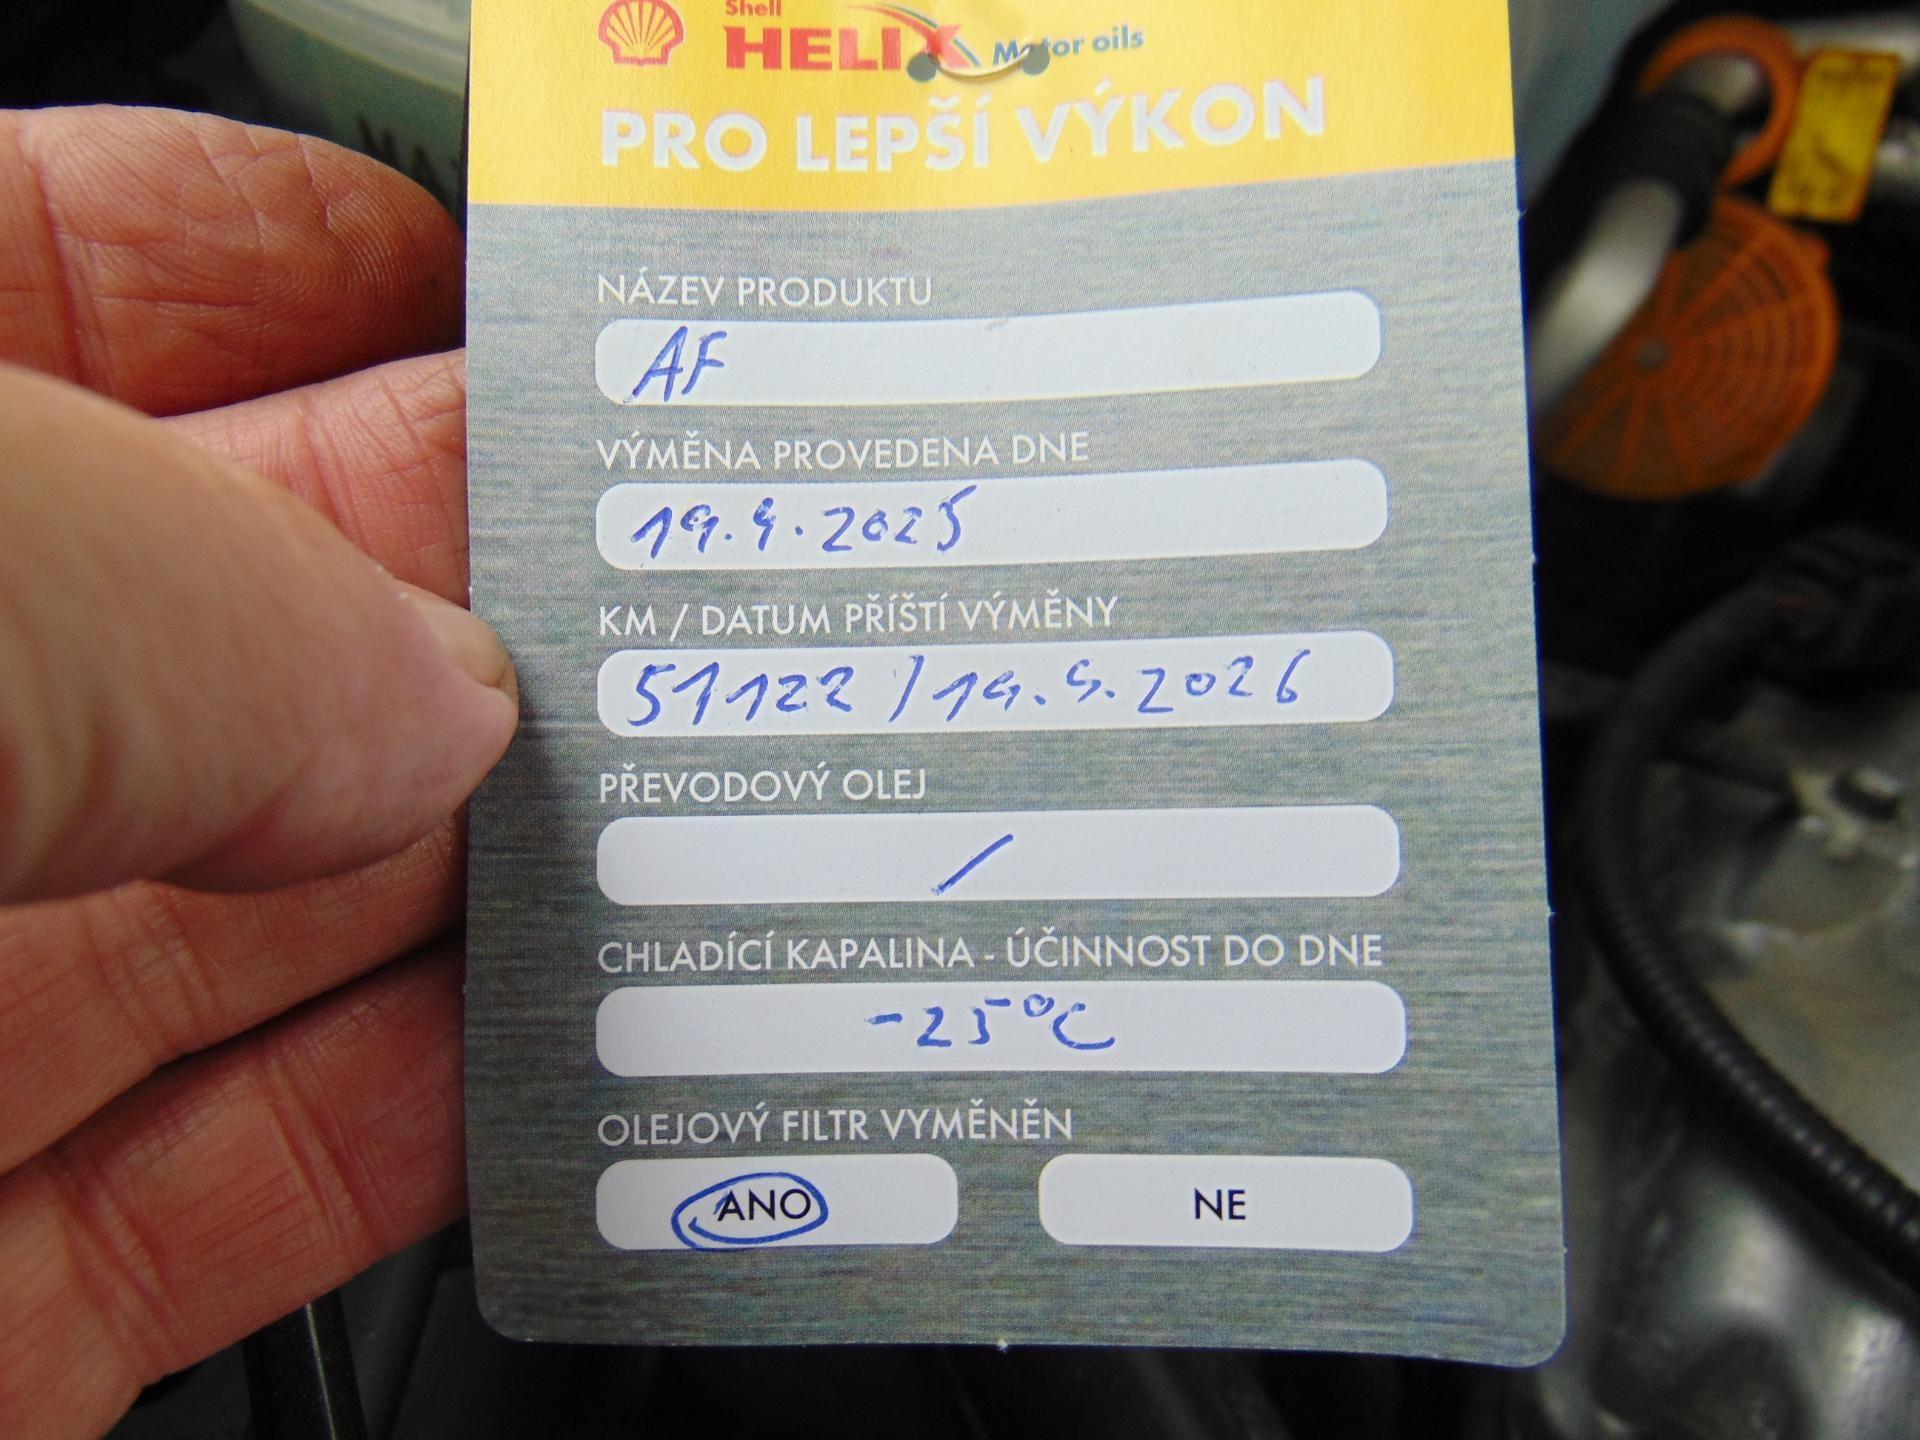 Shell
HELIX Motor oils
PRO LEPŠÍ VÝKON
NÁZEV PRODUKTU
AF
VÝMĚNA PROVEDENA DNE
19.9.2025
KM / DATUM PŘÍŠTÍ VÝMĚNY
51122 / 19.9.2026
PŘEVODOVÝ OLEJ
/
CHLADÍCÍ KAPALINA - ÚČINNOST DO DNE
-25°C
OLEJOVÝ FILTR VYMĚNĚN
ANO NE